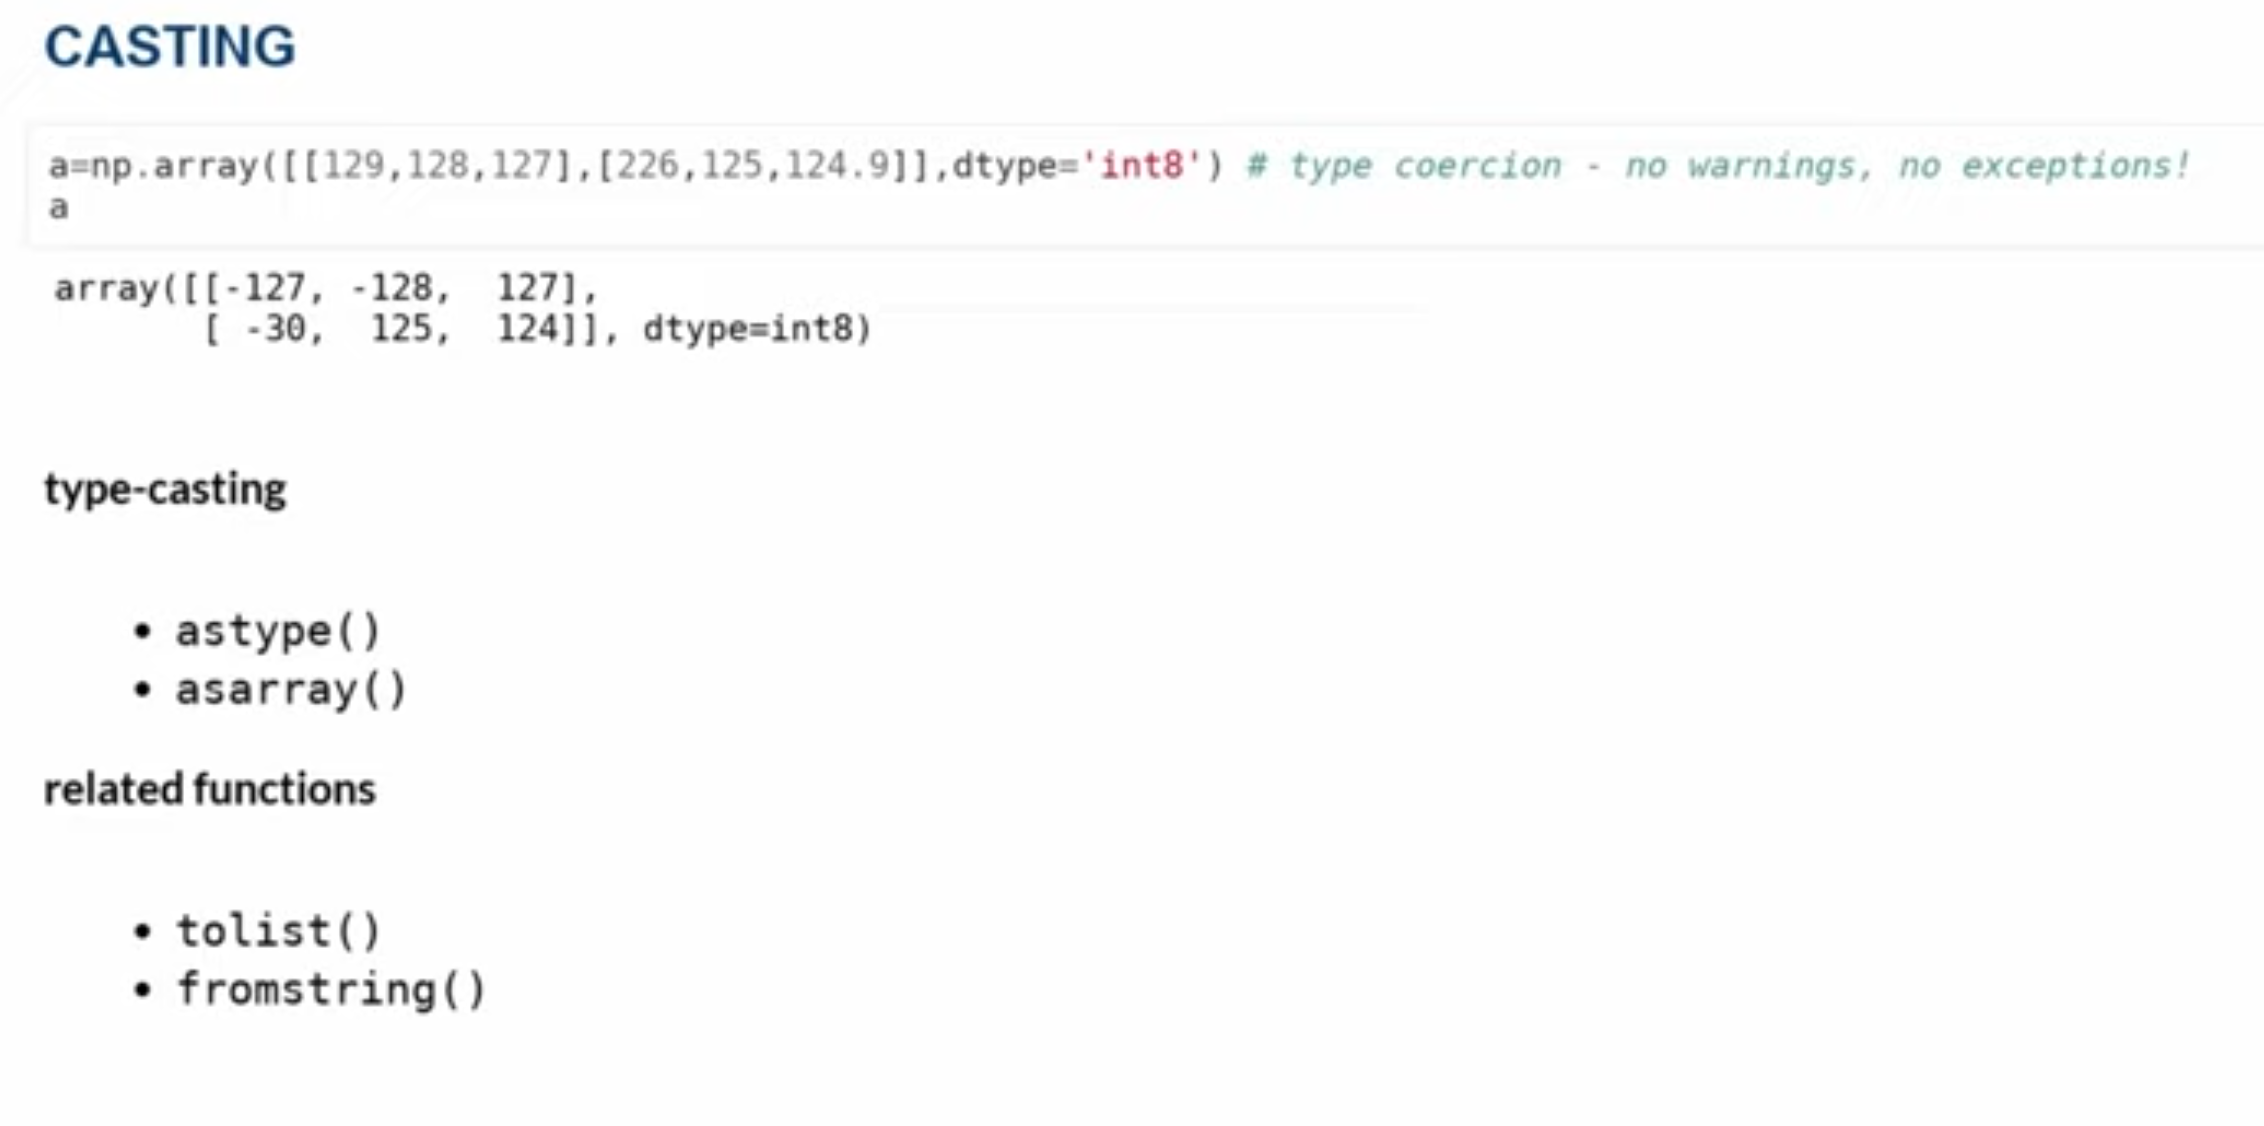 CASTING
a=np.array([[129,128,127],[226,125,124.9]],dtype='int8') # type coercion - no warnings, no exceptions!
a
array([[-127, -128,  127],
       [ -30,  125,  124]], dtype=int8)
type-casting
• astype()
• asarray()
related functions
• tolist()
• fromstring()